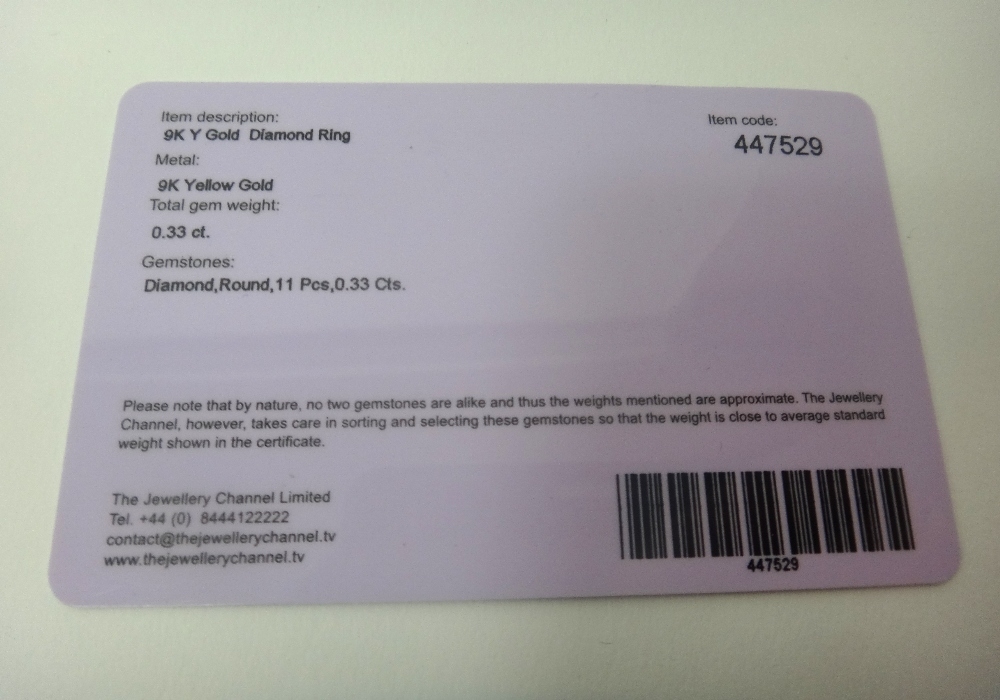 Item description:
9K Y Gold Diamond Ring
Metal:
9K Yellow Gold
Total gem weight:
0.33 ct.
Gemstones:
Diamond,Round,11 Pcs,0.33 Cts.
Item code:
447529
Please note that by nature, no two gemstones are alike and thus the weights mentioned are approximate. The Jewellery
Channel, however, takes care in sorting and selecting these gemstones so that the weight is close to average standard
weight shown in the certificate.
The Jewellery Channel Limited
Tel. +44 (0) 8444122222
contact@thejewellerychannel.tv
www.thejewellerychannel.tv
447529